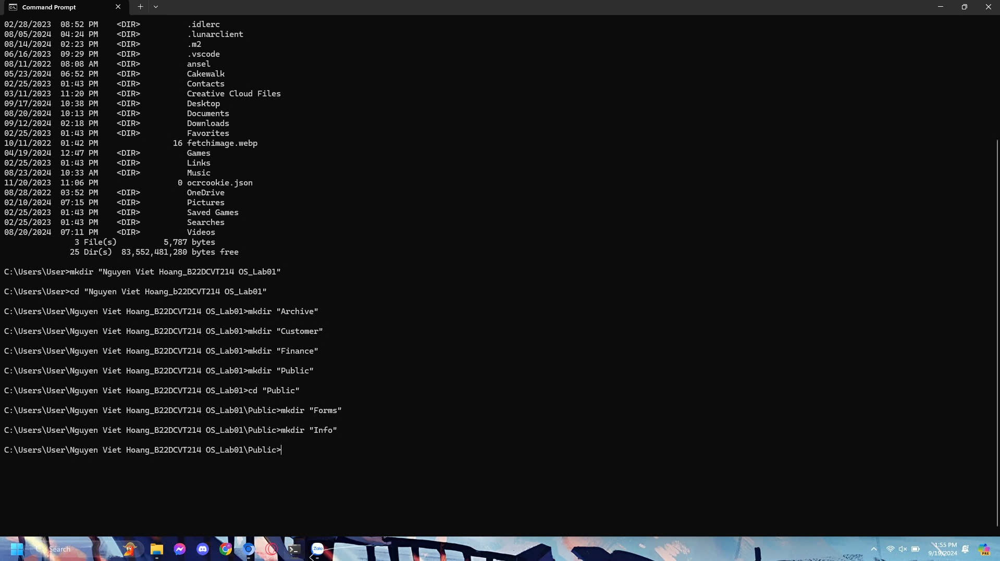 Command Prompt
02/28/2023  08:52 PM    <DIR>          .idlerc
08/05/2024  04:24 PM    <DIR>          .lunarclient
08/14/2024  02:23 PM    <DIR>          .m2
06/16/2023  09:29 PM    <DIR>          .vscode
08/11/2022  08:08 AM    <DIR>          ansel
05/23/2024  06:52 PM    <DIR>          Cakewalk
02/25/2023  01:43 PM    <DIR>          Contacts
03/11/2023  11:20 PM    <DIR>          Creative Cloud Files
09/17/2024  10:38 PM    <DIR>          Desktop
08/20/2024  10:13 PM    <DIR>          Documents
09/12/2024  02:18 PM    <DIR>          Downloads
02/25/2023  01:43 PM    <DIR>          Favorites
10/11/2022  01:42 PM                16 fetchimage.webp
04/19/2024  12:47 PM    <DIR>          Games
02/25/2023  01:43 PM    <DIR>          Links
08/23/2024  10:33 AM    <DIR>          Music
11/20/2023  11:06 PM                 0 ocrcookie.json
08/28/2022  03:52 PM    <DIR>          OneDrive
02/10/2024  07:15 PM    <DIR>          Pictures
02/25/2023  01:43 PM    <DIR>          Saved Games
02/25/2023  01:43 PM    <DIR>          Searches
08/20/2024  07:11 PM    <DIR>          Videos
               3 File(s)          5,787 bytes
              25 Dir(s)  83,552,481,280 bytes free
C:\Users\User>mkdir "Nguyen Viet Hoang_B22DCVT214 OS_Lab01"
C:\Users\User>cd "Nguyen Viet Hoang_b22DCVT214 OS_Lab01"
C:\Users\User\Nguyen Viet Hoang_B22DCVT214 OS_Lab01>mkdir "Archive"
C:\Users\User\Nguyen Viet Hoang_B22DCVT214 OS_Lab01>mkdir "Customer"
C:\Users\User\Nguyen Viet Hoang_B22DCVT214 OS_Lab01>mkdir "Finance"
C:\Users\User\Nguyen Viet Hoang_B22DCVT214 OS_Lab01>mkdir "Public"
C:\Users\User\Nguyen Viet Hoang_B22DCVT214 OS_Lab01>cd "Public"
C:\Users\User\Nguyen Viet Hoang_B22DCVT214 OS_Lab01\Public>mkdir "Forms"
C:\Users\User\Nguyen Viet Hoang_B22DCVT214 OS_Lab01\Public>mkdir "Info"
C:\Users\User\Nguyen Viet Hoang_B22DCVT214 OS_Lab01\Public>
Search
Zalo
1:55 PM
9/19/2024
PRE